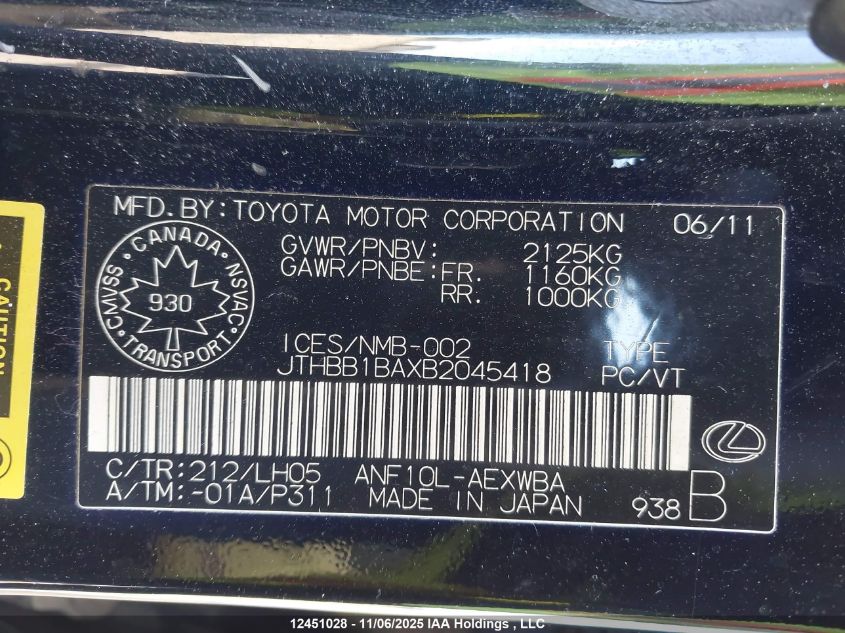 MFD.BY:TOYOTA MOTOR CORPORATION 06/11
GVWR/PNBV: 2125KG
GAWR/PNBE:FR. 1160KG
RR. 1000KG
CANADA
CMVSS 930 NSVAC
TRANSPORT
ICES/NMB-002 TYPE
JTHBB1BAXB2045418 PC/VT
C/TR:212/LH05 ANF10L-AEXWBA
A/TM:-01A/P311 MADE IN JAPAN 938 B
CAUTION
12451028 - 11/06/2025 IAA Holdings , LLC